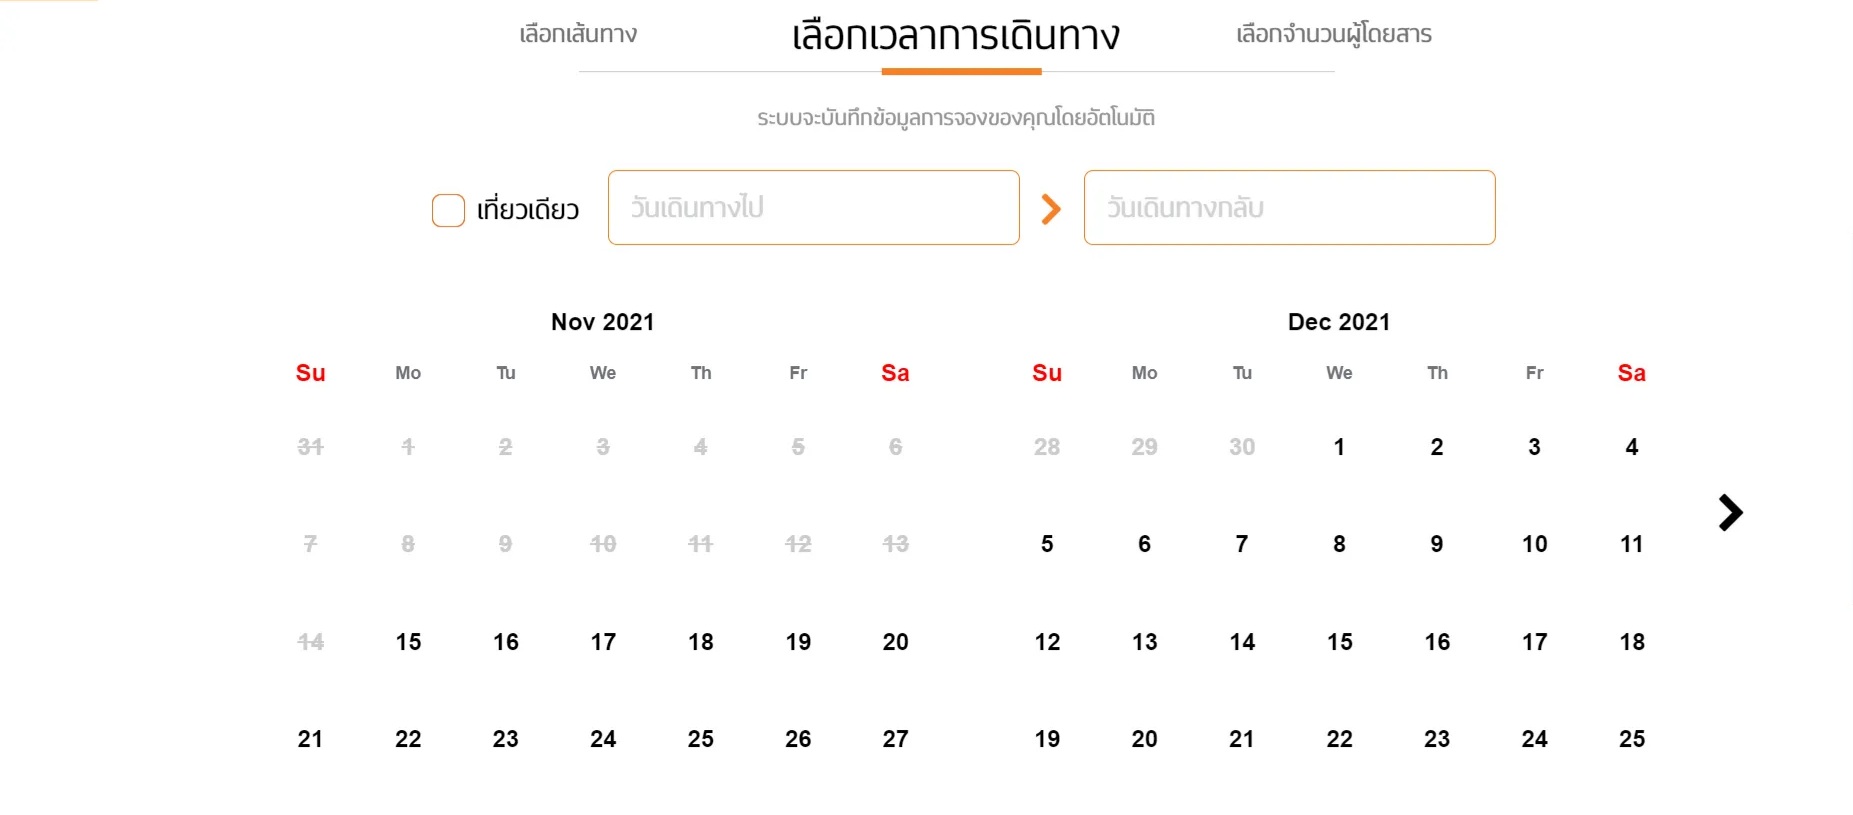 เลือกเส้นทาง เลือกเวลาการเดินทาง เลือกจำนวนผู้โดยสาร
ระบบจะบันทึกข้อมูลการจองของคุณโดยอัตโนมัติ
เที่ยวเดียว วันเดินทางไป วันเดินทางกลับ
Nov 2021
Su Mo Tu We Th Fr Sa
31 1 2 3 4 5 6
7 8 9 10 11 12 13
14 15 16 17 18 19 20
21 22 23 24 25 26 27
Dec 2021
Su Mo Tu We Th Fr Sa
28 29 30 1 2 3 4
5 6 7 8 9 10 11
12 13 14 15 16 17 18
19 20 21 22 23 24 25